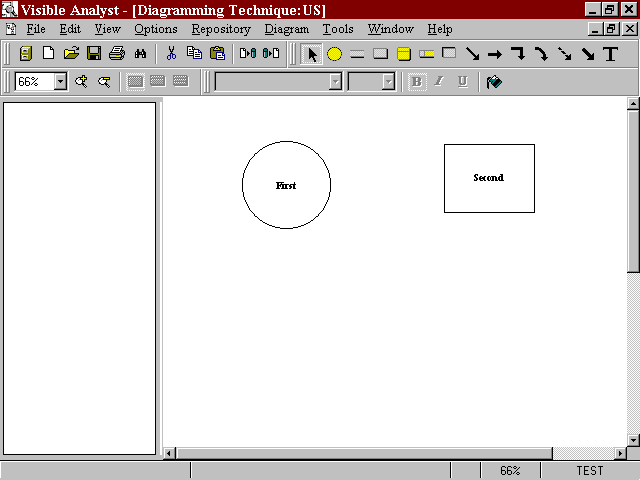 Visible Analyst - [Diagramming Technique:US]
File Edit View Options Repository Diagram Tools Window Help
T
66% B I U
First
Second
66% TEST